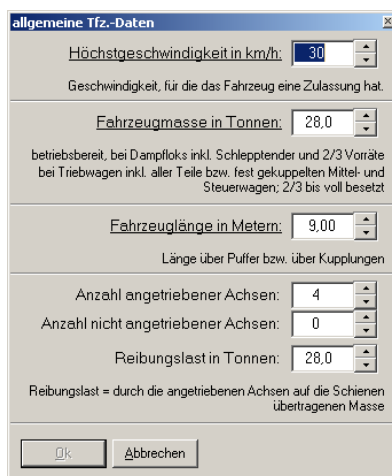 allgemeine Tfz.-Daten
Höchstgeschwindigkeit in km/h: 30
Geschwindigkeit, für die das Fahrzeug eine Zulassung hat.
Fahrzeugmasse in Tonnen: 28,0
betriebsbereit, bei Dampfloks inkl. Schlepptender und 2/3 Vorräte
bei Triebwagen inkl. aller Teile bzw. fest gekuppelten Mittel- und
Steuerwagen; 2/3 bis voll besetzt
Fahrzeuglänge in Metern: 9,00
Länge über Puffer bzw. über Kupplungen
Anzahl angetriebener Achsen: 4
Anzahl nicht angetriebener Achsen: 0
Reibungslast in Tonnen: 28,0
Reibungslast = durch die angetriebenen Achsen auf die Schienen
übertragenen Masse
Ok Abbrechen